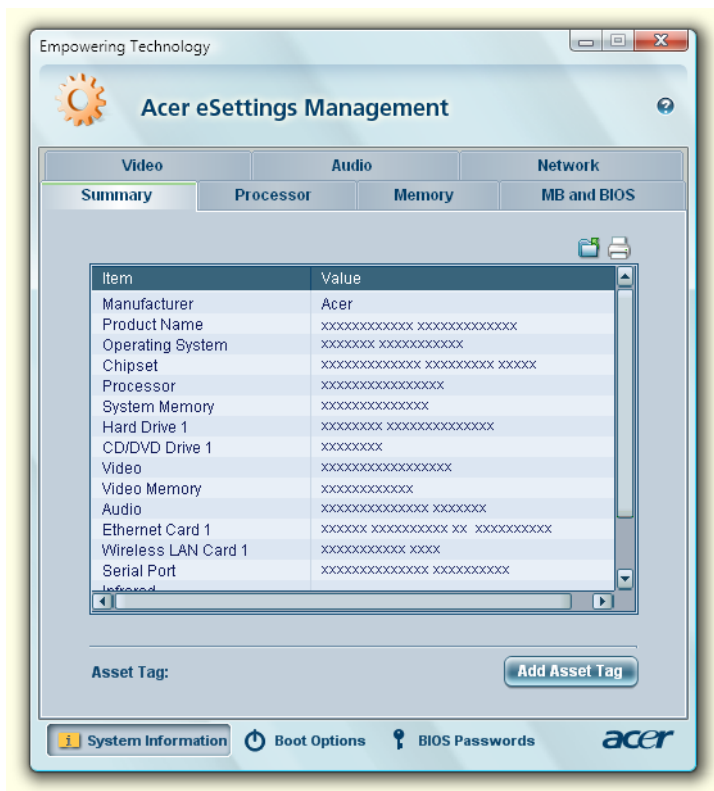 Empowering Technology
Acer eSettings Management
Video Audio Network
Summary Processor Memory MB and BIOS
Item Value
Manufacturer Acer
Product Name xxxxxxxxxxxx xxxxxxxxxxxxx
Operating System xxxxxxx xxxxxxxxxxx
Chipset xxxxxxxxxxxxx xxxxxxxxx xxxxx
Processor xxxxxxxxxxxxxxxx
System Memory xxxxxxxxxxxxxx
Hard Drive 1 xxxxxxxx xxxxxxxxxxxxxx
CD/DVD Drive 1 xxxxxxxx
Video xxxxxxxxxxxxxxxxx
Video Memory xxxxxxxxxxxx
Audio xxxxxxxxxxxxxx xxxxxxx
Ethernet Card 1 xxxxxx xxxxxxxxxx xx xxxxxxxxxx
Wireless LAN Card 1 xxxxxxxxxxx xxxx
Serial Port xxxxxxxxxxxxxx xxxxxxxxxx
Infrared
Asset Tag: Add Asset Tag
System Information Boot Options BIOS Passwords acer